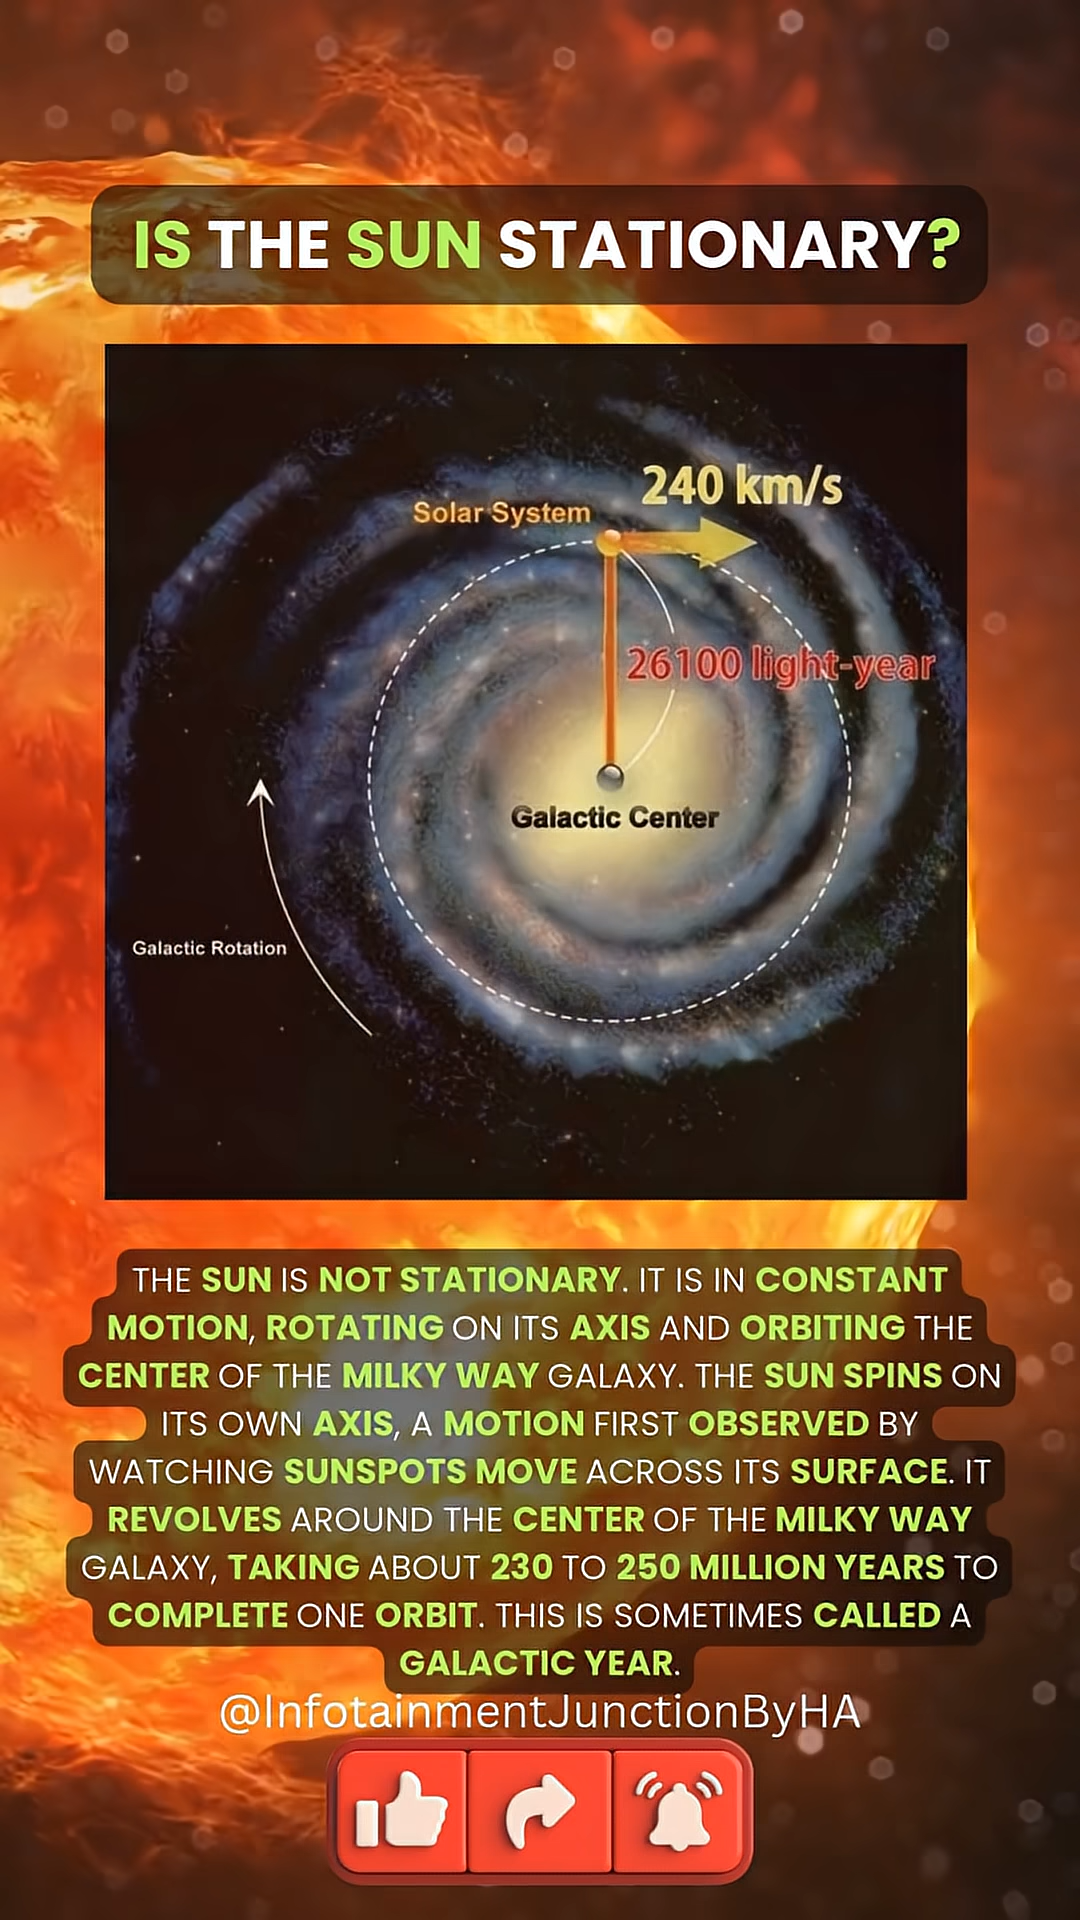 IS THE SUN STATIONARY?
240 km/s
Solar System
26100 light-year
Galactic Center
Galactic Rotation
THE SUN IS NOT STATIONARY. IT IS IN CONSTANT
MOTION, ROTATING ON ITS AXIS AND ORBITING THE
CENTER OF THE MILKY WAY GALAXY. THE SUN SPINS ON
ITS OWN AXIS, A MOTION FIRST OBSERVED BY
WATCHING SUNSPOTS MOVE ACROSS ITS SURFACE. IT
REVOLVES AROUND THE CENTER OF THE MILKY WAY
GALAXY, TAKING ABOUT 230 TO 250 MILLION YEARS TO
COMPLETE ONE ORBIT. THIS IS SOMETIMES CALLED A
GALACTIC YEAR.
@InfotainmentJunctionByHA